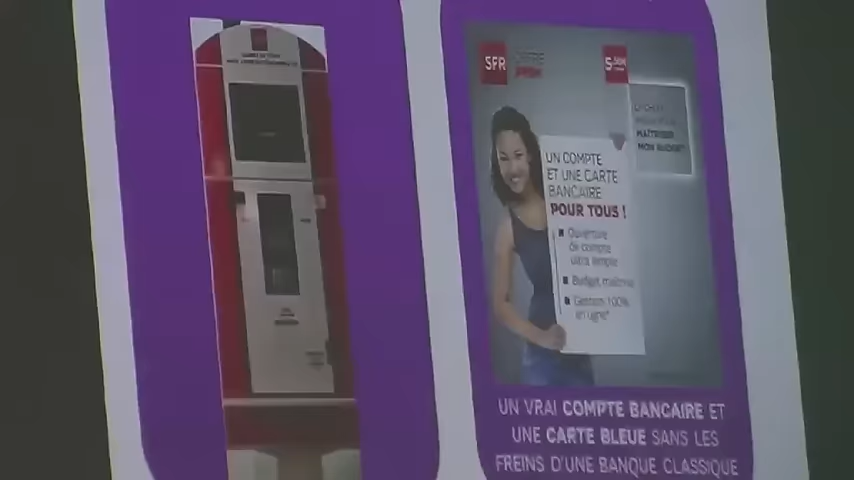 SFR
UN COMPTE
ET UNE CARTE
BANCAIRE
POUR TOUS !
Ouverture
de compte
ultra simple
Budget maîtrisé
Gestion 100%
en ligne*
MAÎTRISER
MON BUDGET
UN VRAI COMPTE BANCAIRE ET
UNE CARTE BLEUE SANS LES
FREINS D'UNE BANQUE CLASSIQUE